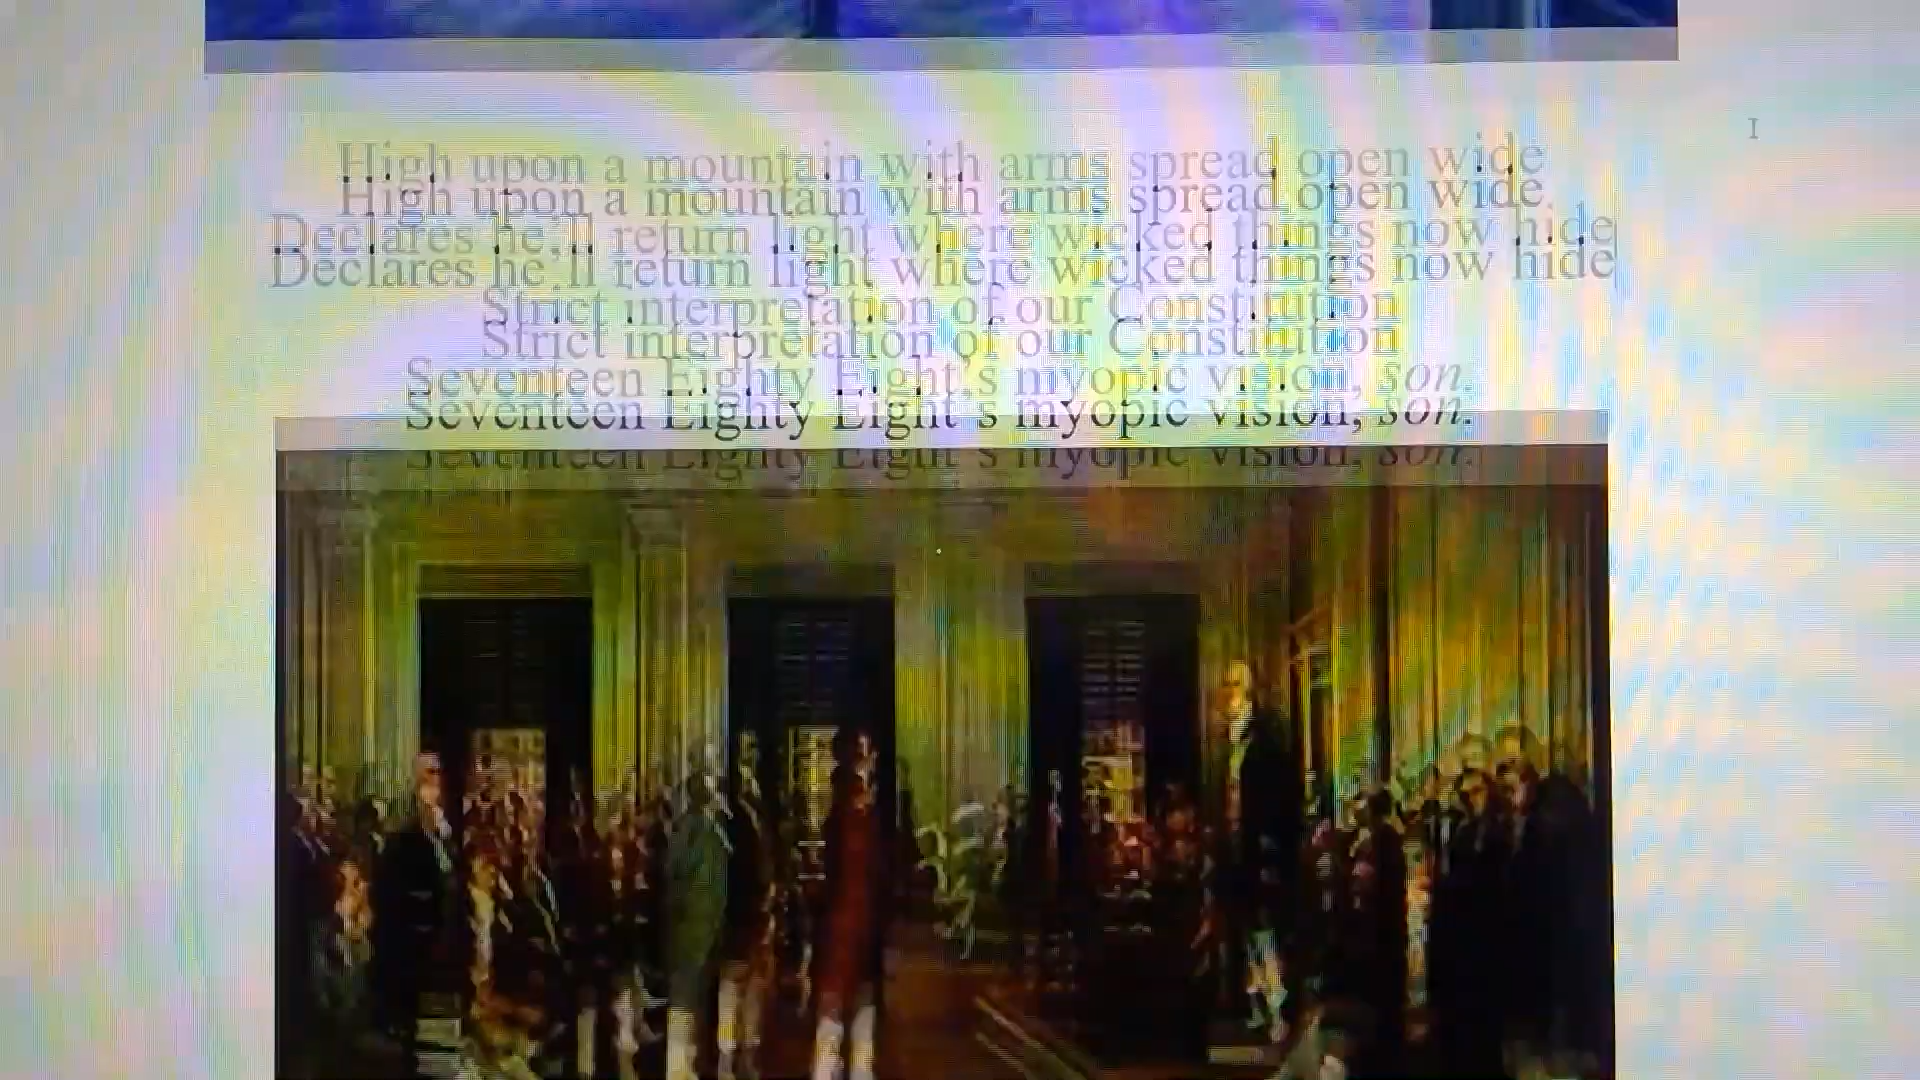 High upon a mountain with arms spread open wide
Declares he'll return light where wicked things now hide
Strict interpretation of our Constitution
Seventeen Eighty Eight's myopic vision, son.